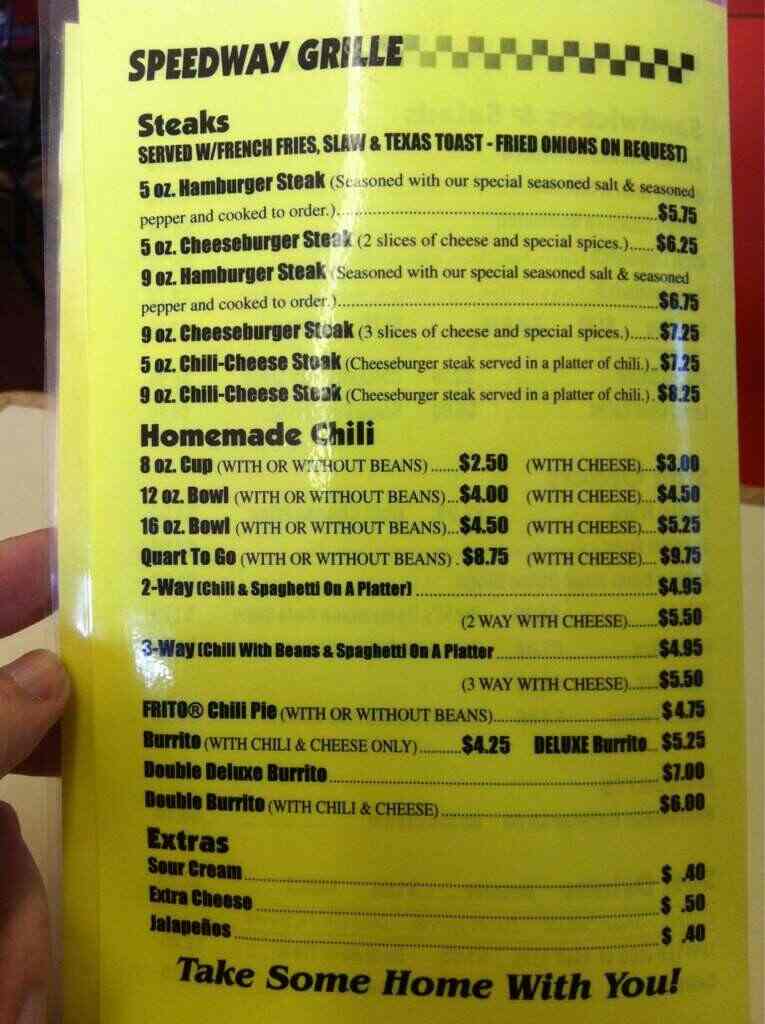 SPEEDWAY GRILLE
Steaks
SERVED W/FRENCH FRIES, SLAW & TEXAS TOAST - FRIED ONIONS ON REQUEST)
5 oz. Hamburger Steak (Seasoned with our special seasoned salt & seasoned
pepper and cooked to order.)..........$5.75
5 oz. Cheeseburger Steak (2 slices of cheese and special spices.)......$6.25
9 oz. Hamburger Steak (Seasoned with our special seasoned salt & seasoned
pepper and cooked to order.)..........$6.75
9 oz. Cheeseburger Steak (3 slices of cheese and special spices.)......$7.25
5 oz. Chili-Cheese Steak (Cheeseburger steak served in a platter of chili.)..$7.25
9 oz. Chili-Cheese Steak (Cheeseburger steak served in a platter of chili.).$8.25
Homemade Chili
8 oz. Cup (WITH OR WITHOUT BEANS)......$2.50 (WITH CHEESE)....$3.00
12 oz. Bowl (WITH OR WITHOUT BEANS)...$4.00 (WITH CHEESE)....$4.50
16 oz. Bowl (WITH OR WITHOUT BEANS)...$4.50 (WITH CHEESE)....$5.25
Quart To Go (WITH OR WITHOUT BEANS) . $8.75 (WITH CHEESE).... $9.75
2-Way (Chili & Spaghetti On A Platter)..........$4.95
(2 WAY WITH CHEESE).......$5.50
3-Way (Chili With Beans & Spaghetti On A Platter..........$4.95
(3 WAY WITH CHEESE).......$5.50
FRITO® Chili Pie (WITH OR WITHOUT BEANS)..........$4.75
Burrito (WITH CHILI & CHEESE ONLY)..........$4.25 DELUXE Burrito... $5.25
Double Deluxe Burrito..........$7.00
Double Burrito (WITH CHILI & CHEESE)..........$6.00
Extras
Sour Cream..........$ .40
Extra Cheese..........$ .50
Jalapeños..........$ .40
Take Some Home With You!